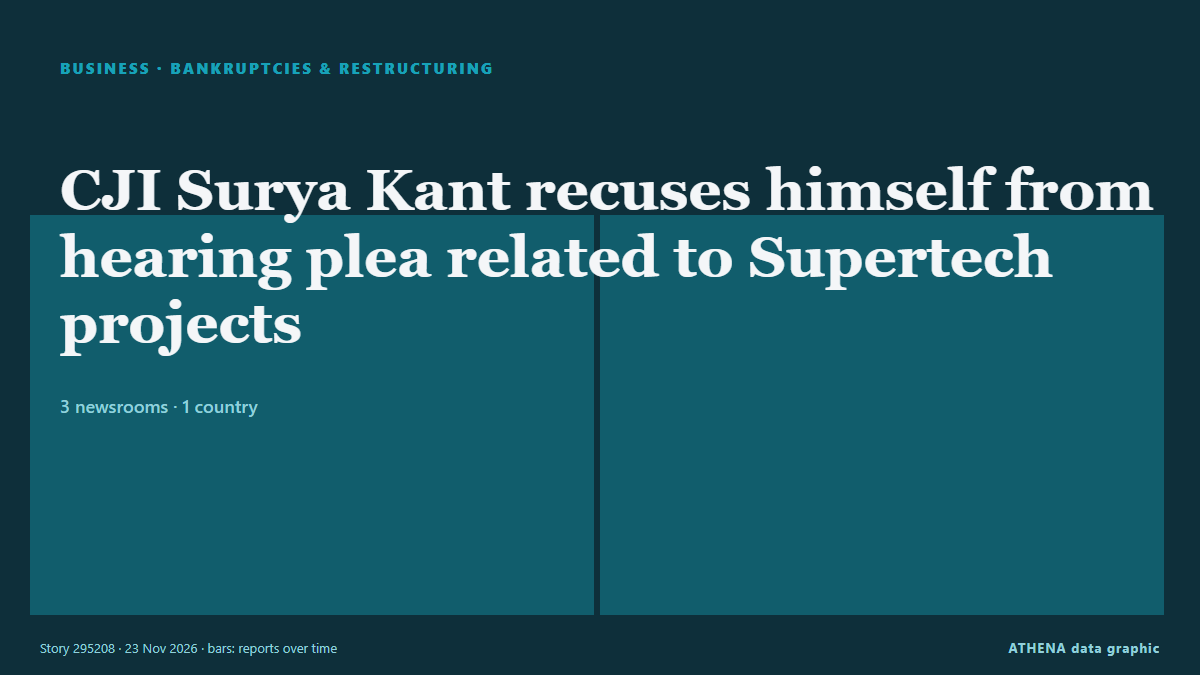 BUSINESS · BANKRUPTCIES & RESTRUCTURING
CJI Surya Kant recuses himself from
hearing plea related to Supertech
projects
3 newsrooms · 1 country
Story 295208 · 23 Nov 2026 · bars: reports over time
ATHENA data graphic